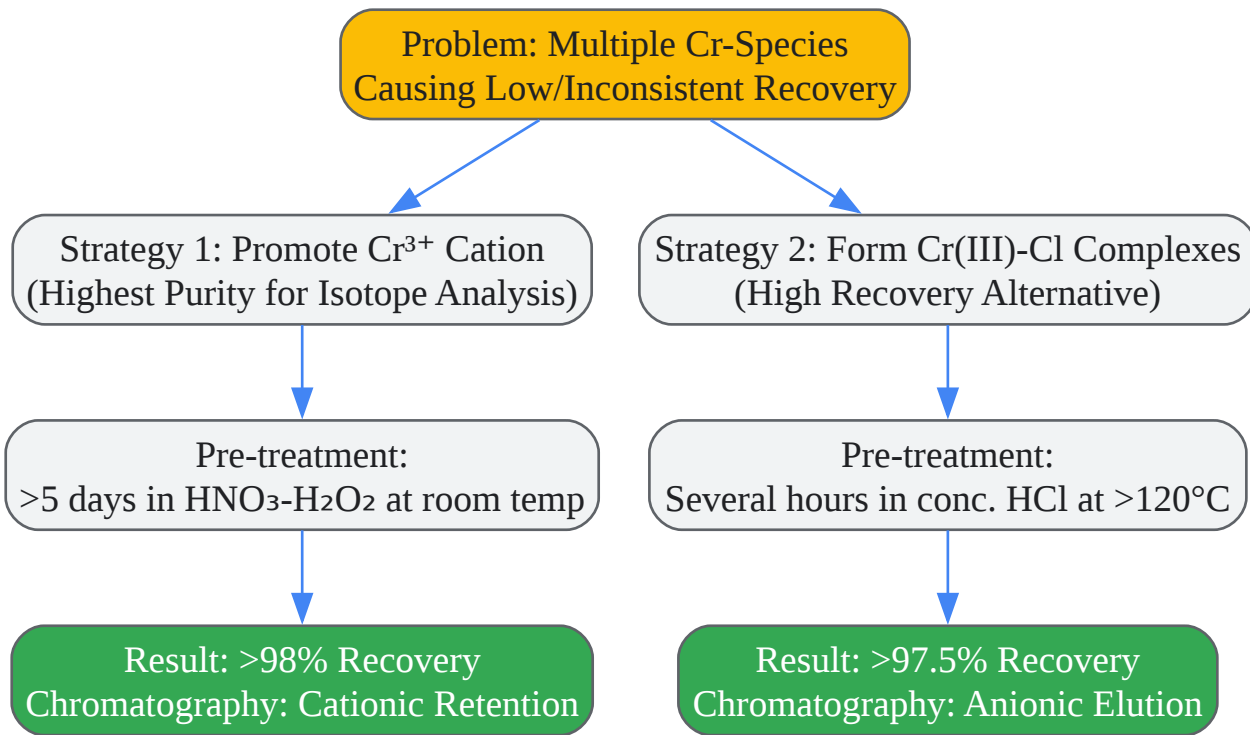 Problem: Multiple Cr-Species
Causing Low/Inconsistent Recovery
Strategy 1: Promote Cr³⁺ Cation
(Highest Purity for Isotope Analysis)
Strategy 2: Form Cr(III)-Cl Complexes
(High Recovery Alternative)
Pre-treatment:
>5 days in HNO₃-H₂O₂ at room temp
Pre-treatment:
Several hours in conc. HCl at >120°C
Result: >98% Recovery
Chromatography: Cationic Retention
Result: >97.5% Recovery
Chromatography: Anionic Elution